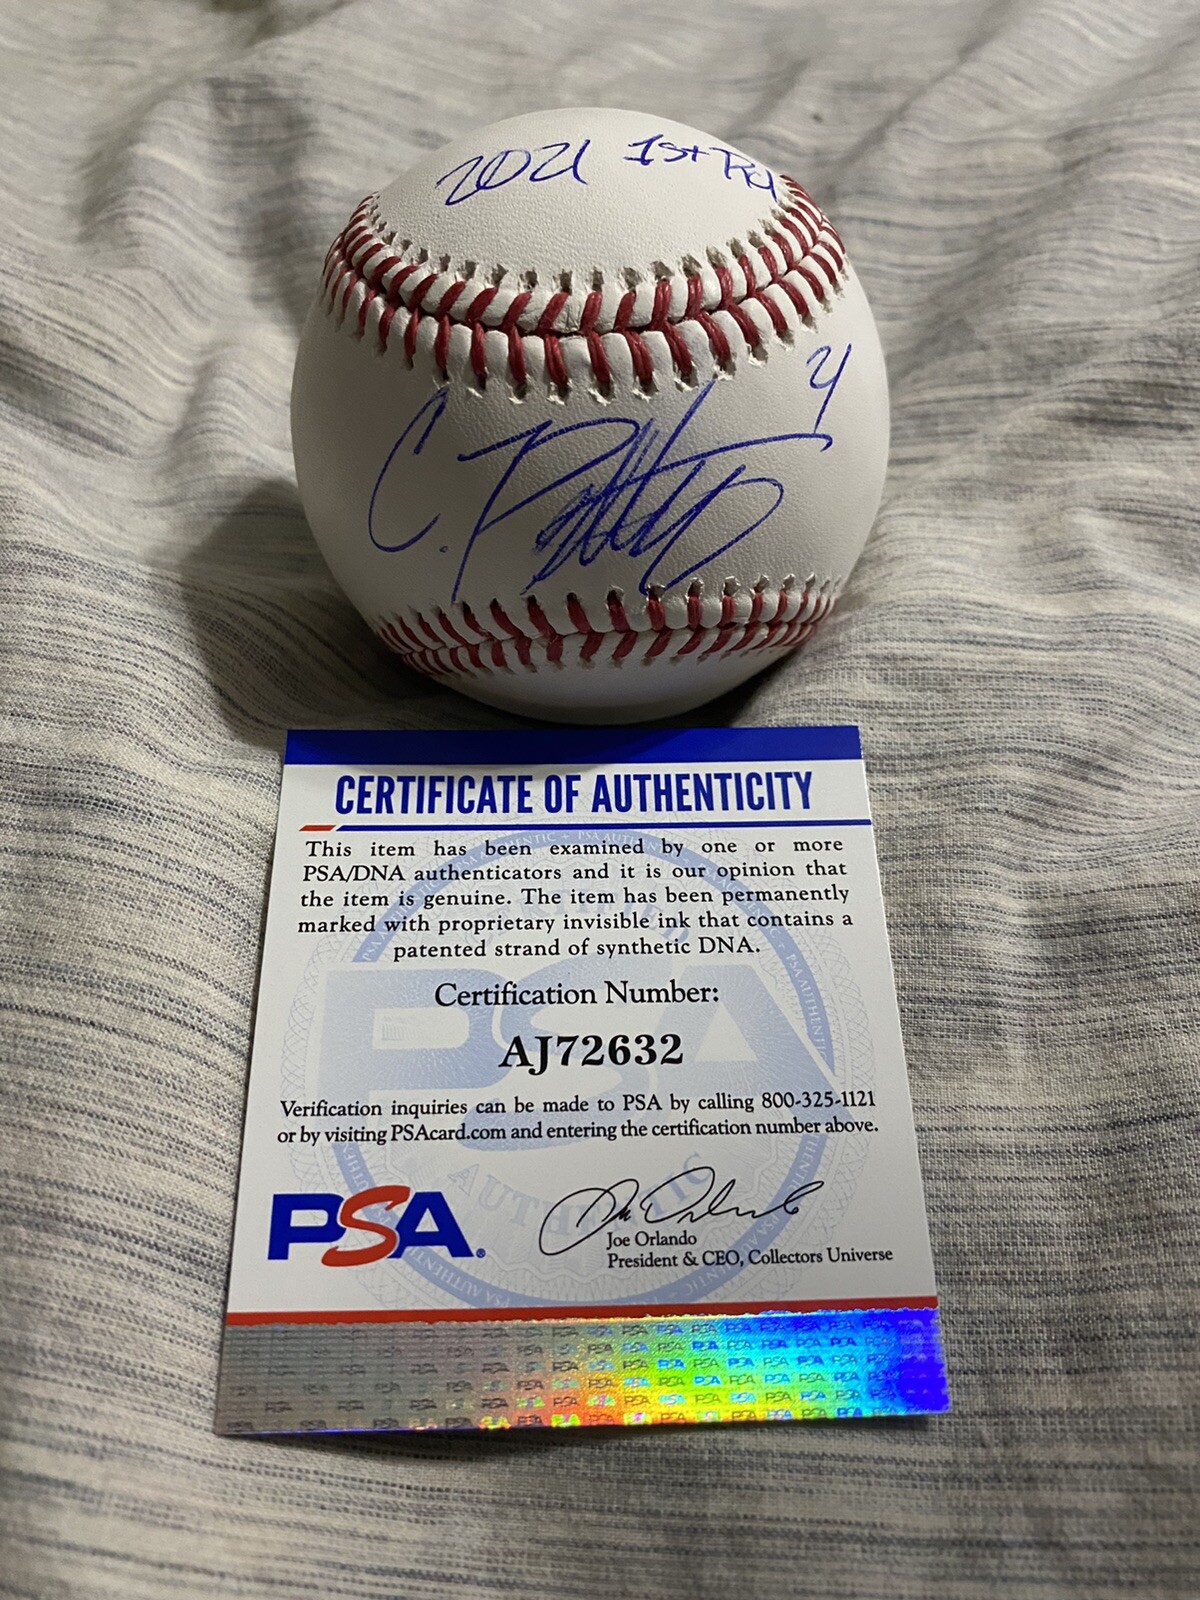 2021 1st Rd
4
C. Petty
CERTIFICATE OF AUTHENTICITY
This item has been examined by one or more
PSA/DNA authenticators and it is our opinion that
the item is genuine. The item has been permanently
marked with proprietary invisible ink that contains a
patented strand of synthetic DNA.
Certification Number:
AJ72632
Verification inquiries can be made to PSA by calling 800-325-1121
or by visiting PSAcard.com and entering the certification number above.
PSA
Joe Orlando
President & CEO, Collectors Universe